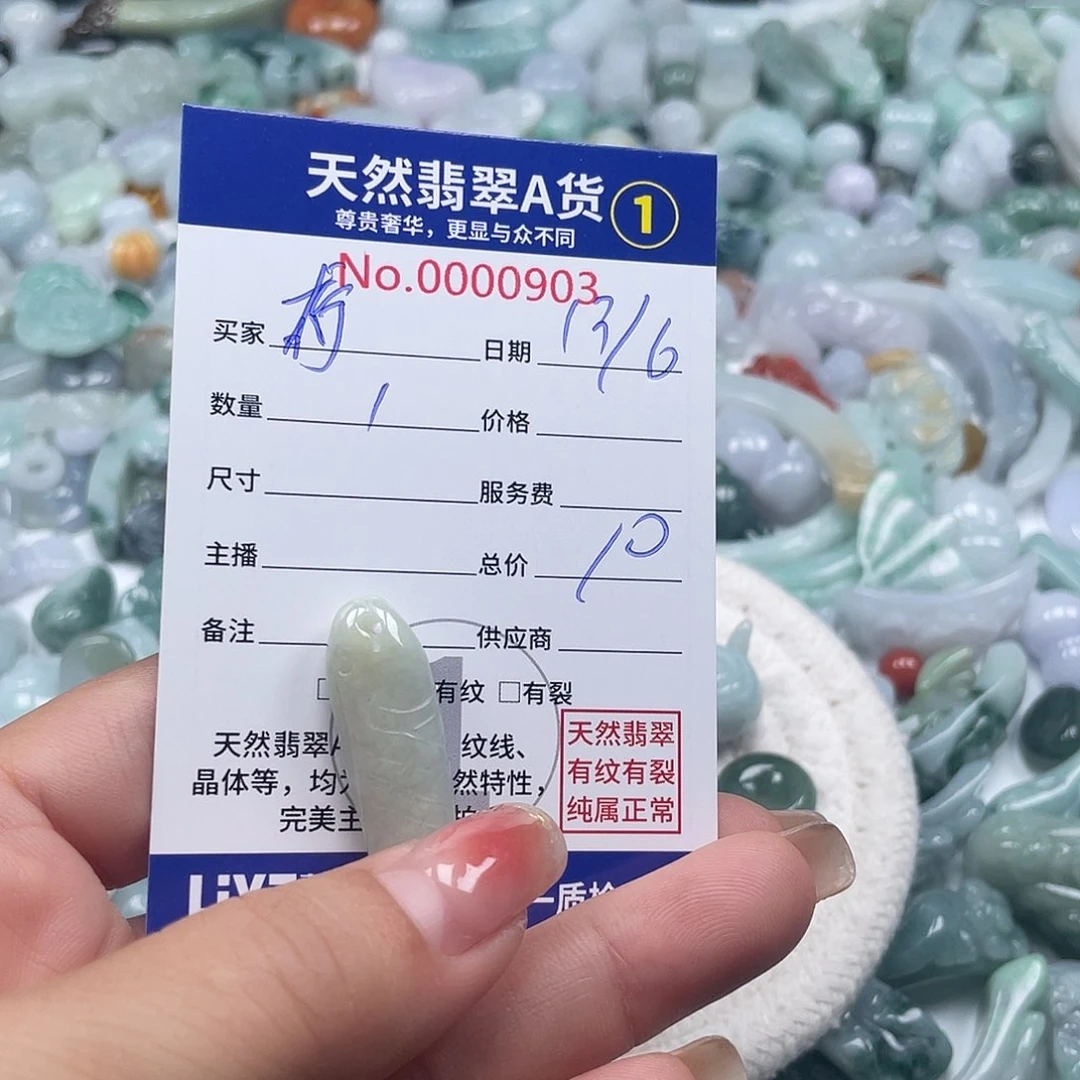 天然翡翠A货 1
尊贵奢华，更显与众不同
No.0000903
买家 日期 13/6
数量 1 价格
尺寸 服务费
主播 总价 10
备注 供应商
有纹 □有裂
天然翡翠A 纹线、
晶体等，均 然特性，
完美主
天然翡翠
有纹有裂
纯属正常